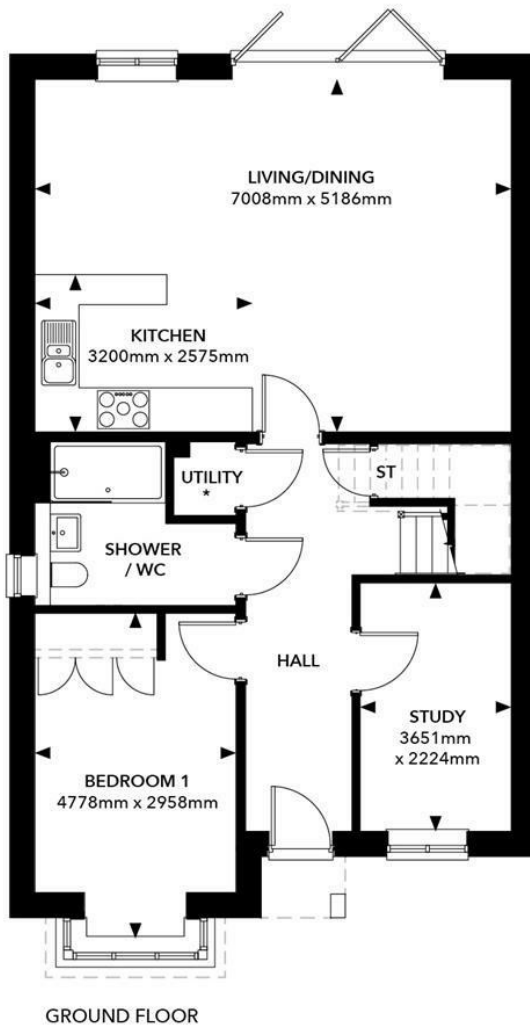 LIVING/DINING
7008mm x 5186mm
KITCHEN
3200mm x 2575mm
UTILITY
*
ST
SHOWER
/ WC
HALL
STUDY
3651mm
x 2224mm
BEDROOM 1
4778mm x 2958mm
GROUND FLOOR